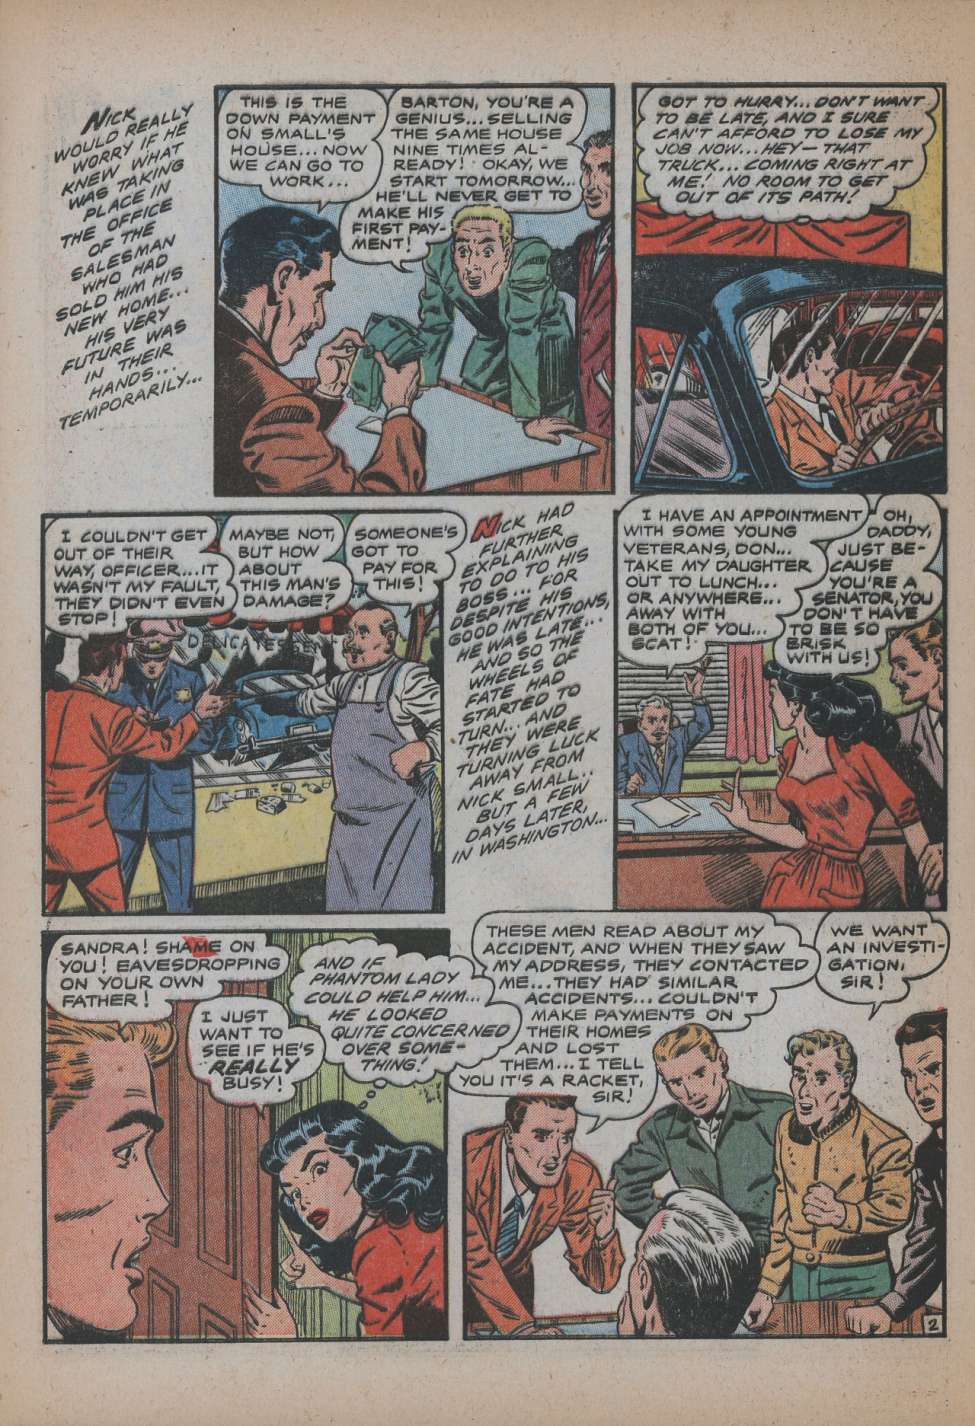 NICK
WOULD REALLY
WORRY IF HE
KNEW WHAT
WAS TAKING
PLACE IN
THE OFFICE
OF THE
SALESMAN
WHO HAD
SOLD HIM HIS
NEW HOME...
HIS VERY
FUTURE WAS
IN THEIR
HANDS...
TEMPORARILY...
THIS IS THE
DOWN PAYMENT
ON SMALL'S
HOUSE... NOW
WE CAN GO TO
WORK...
BARTON, YOU'RE A
GENIUS... SELLING
THE SAME HOUSE
NINE TIMES AL-
READY! OKAY, WE
START TOMORROW...
HE'LL NEVER GET TO
MAKE HIS
FIRST PAY-
MENT!
GOT TO HURRY... DON'T WANT
TO BE LATE, AND I SURE
CAN'T AFFORD TO LOSE MY
JOB NOW... HEY— THAT
TRUCK... COMING RIGHT AT
ME! NO ROOM TO GET
OUT OF ITS PATH!
I COULDN'T GET
OUT OF THEIR
WAY, OFFICER... IT
WASN'T MY FAULT,
THEY DIDN'T EVEN
STOP!
MAYBE NOT,
BUT HOW
ABOUT
THIS MAN'S
DAMAGE?
SOMEONE'S
GOT TO
PAY FOR
THIS!
DELICATESSEN
NICK HAD
FURTHER
EXPLAINING
TO DO TO HIS
BOSS... FOR
DESPITE HIS
GOOD INTENTIONS,
HE WAS LATE...
AND SO THE
WHEELS OF
FATE HAD
STARTED TO
TURN... AND
THEY WERE
TURNING LUCK
AWAY FROM
NICK SMALL..
BUT A FEW
DAYS LATER,
IN WASHINGTON...
I HAVE AN APPOINTMENT
WITH SOME YOUNG
VETERANS, DON...
TAKE MY DAUGHTER
OUT TO LUNCH...
OR ANYWHERE...
AWAY WITH
BOTH OF YOU...
SCAT!
OH,
DADDY,
JUST BE-
CAUSE
YOU'RE A
SENATOR, YOU
DON'T HAVE
TO BE SO
BRISK
WITH US!
SANDRA! SHAME ON
YOU! EAVESDROPPING
ON YOUR OWN
FATHER!
I JUST
WANT TO
SEE IF HE'S
REALLY
BUSY!
AND IF
PHANTOM LADY
COULD HELP HIM...
HE LOOKED
QUITE CONCERNED
OVER SOME-
THING!
THESE MEN READ ABOUT MY
ACCIDENT, AND WHEN THEY SAW
MY ADDRESS, THEY CONTACTED
ME... THEY HAD SIMILAR
ACCIDENTS... COULDN'T
MAKE PAYMENTS ON
THEIR HOMES
AND LOST
THEM... I TELL
YOU IT'S A RACKET,
SIR!
WE WANT
AN INVESTI-
GATION,
SIR!
2